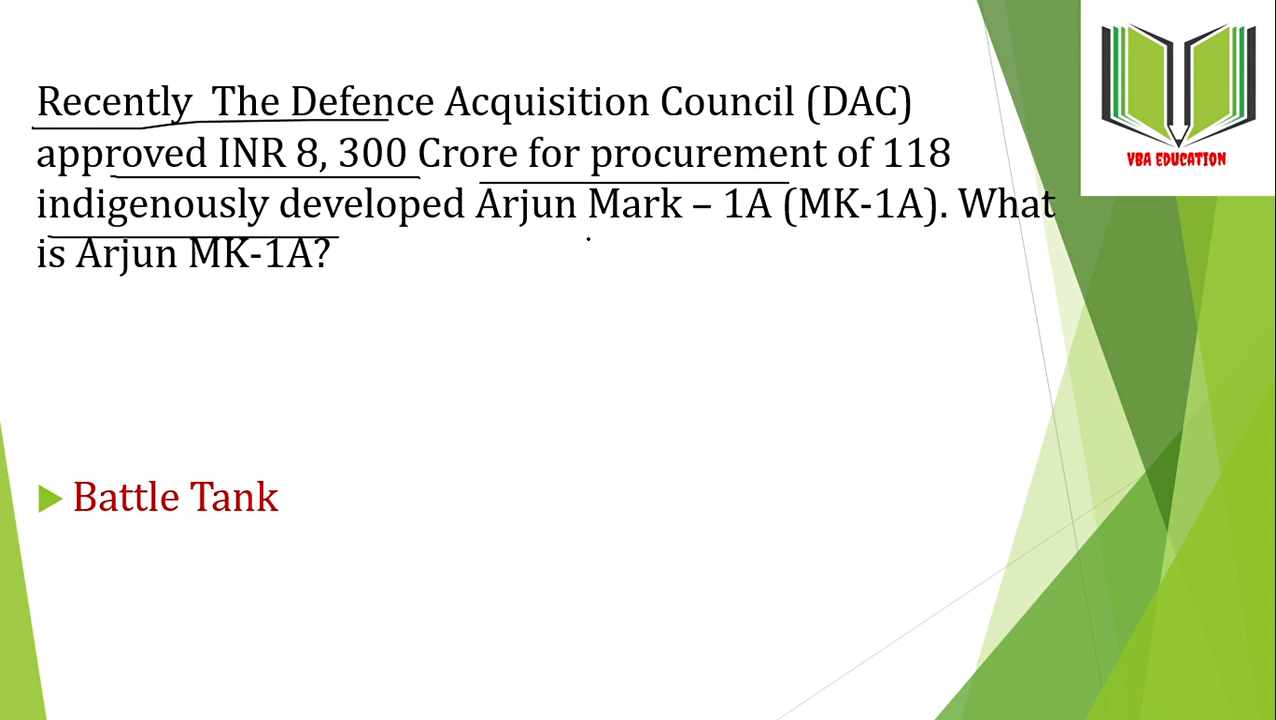 Recently The Defence Acquisition Council (DAC)
approved INR 8, 300 Crore for procurement of 118
indigenously developed Arjun Mark – 1A (MK-1A). What
is Arjun MK-1A?
VBA EDUCATION
Battle Tank